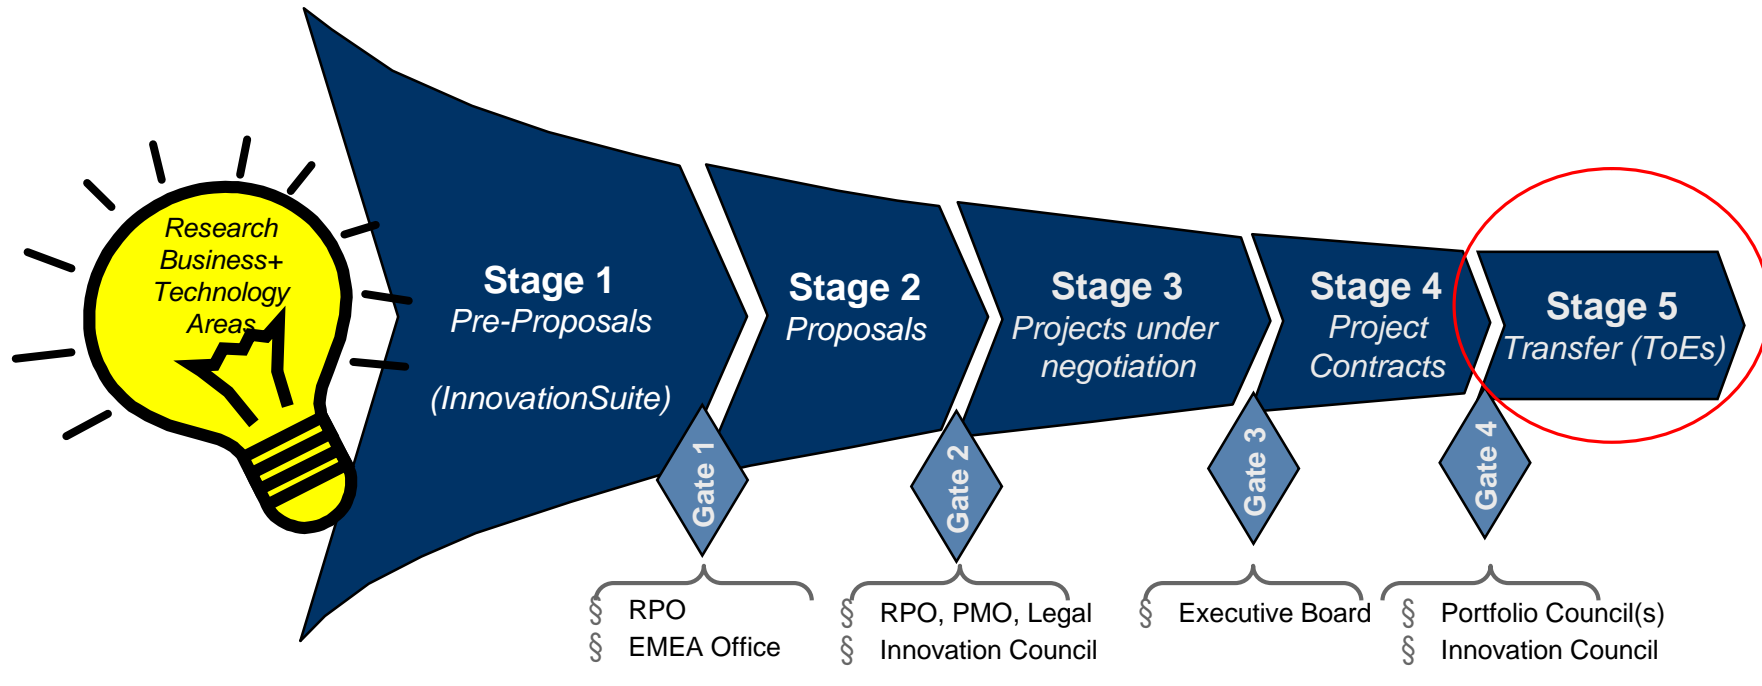 Research
Business+
Technology
Areas
Stage 1
Pre-Proposals
(InnovationSuite)
Stage 2
Proposals
Stage 3
Projects under
negotiation
Stage 4
Project
Contracts
Stage 5
Transfer (ToEs)
Gate 1
Gate 2
Gate 3
Gate 4
§ RPO
§ EMEA Office
§ RPO, PMO, Legal
§ Innovation Council
§ Executive Board
§ Portfolio Council(s)
§ Innovation Council